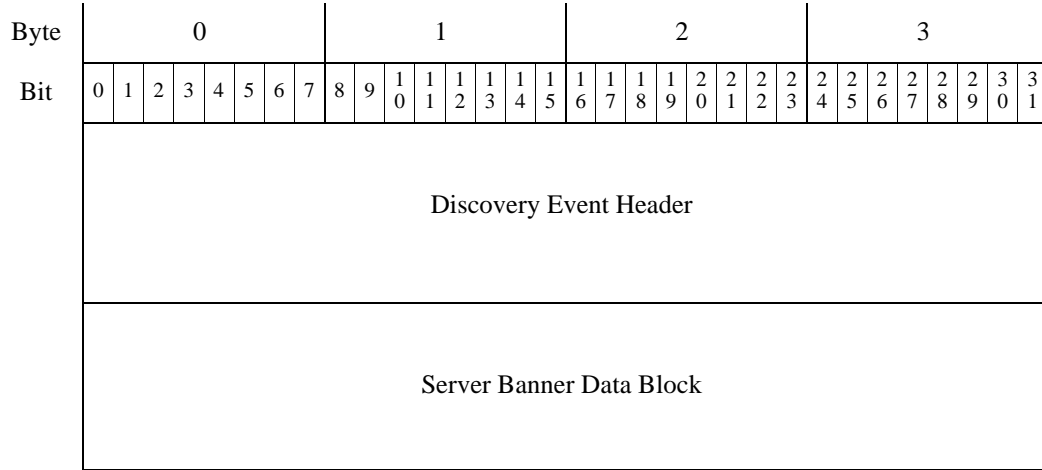 Byte 0 1 2 3
Bit 0 1 2 3 4 5 6 7 8 9 10 11 12 13 14 15 16 17 18 19 20 21 22 23 24 25 26 27 28 29 30 31
Discovery Event Header
Server Banner Data Block